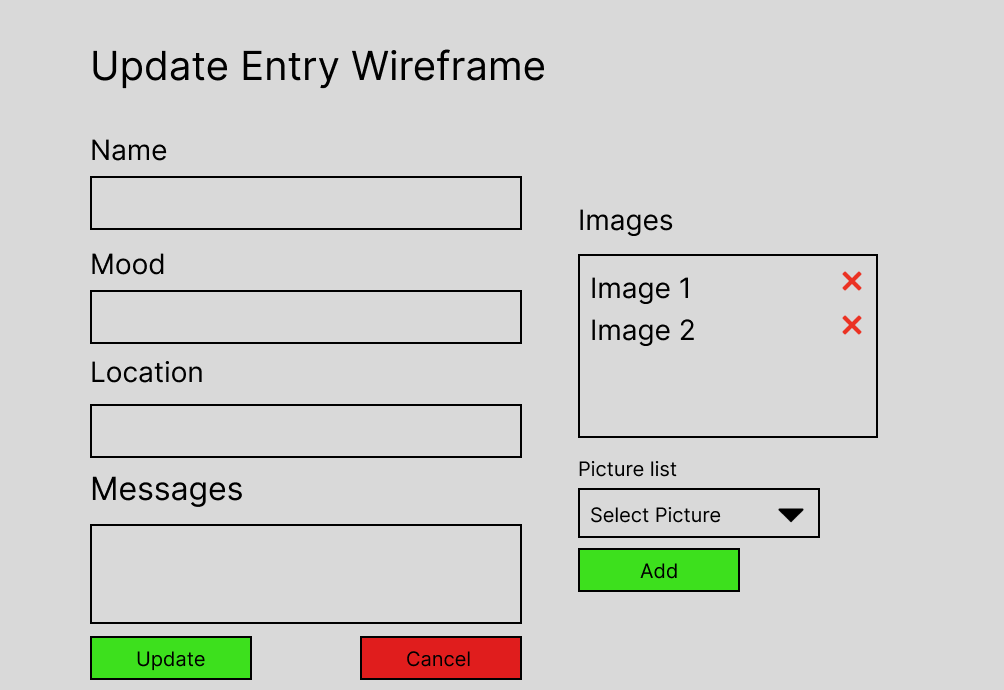 Update Entry Wireframe
Name
Mood
Location
Messages
Update
Cancel
Images
Image 1
Image 2
Picture list
Select Picture
Add